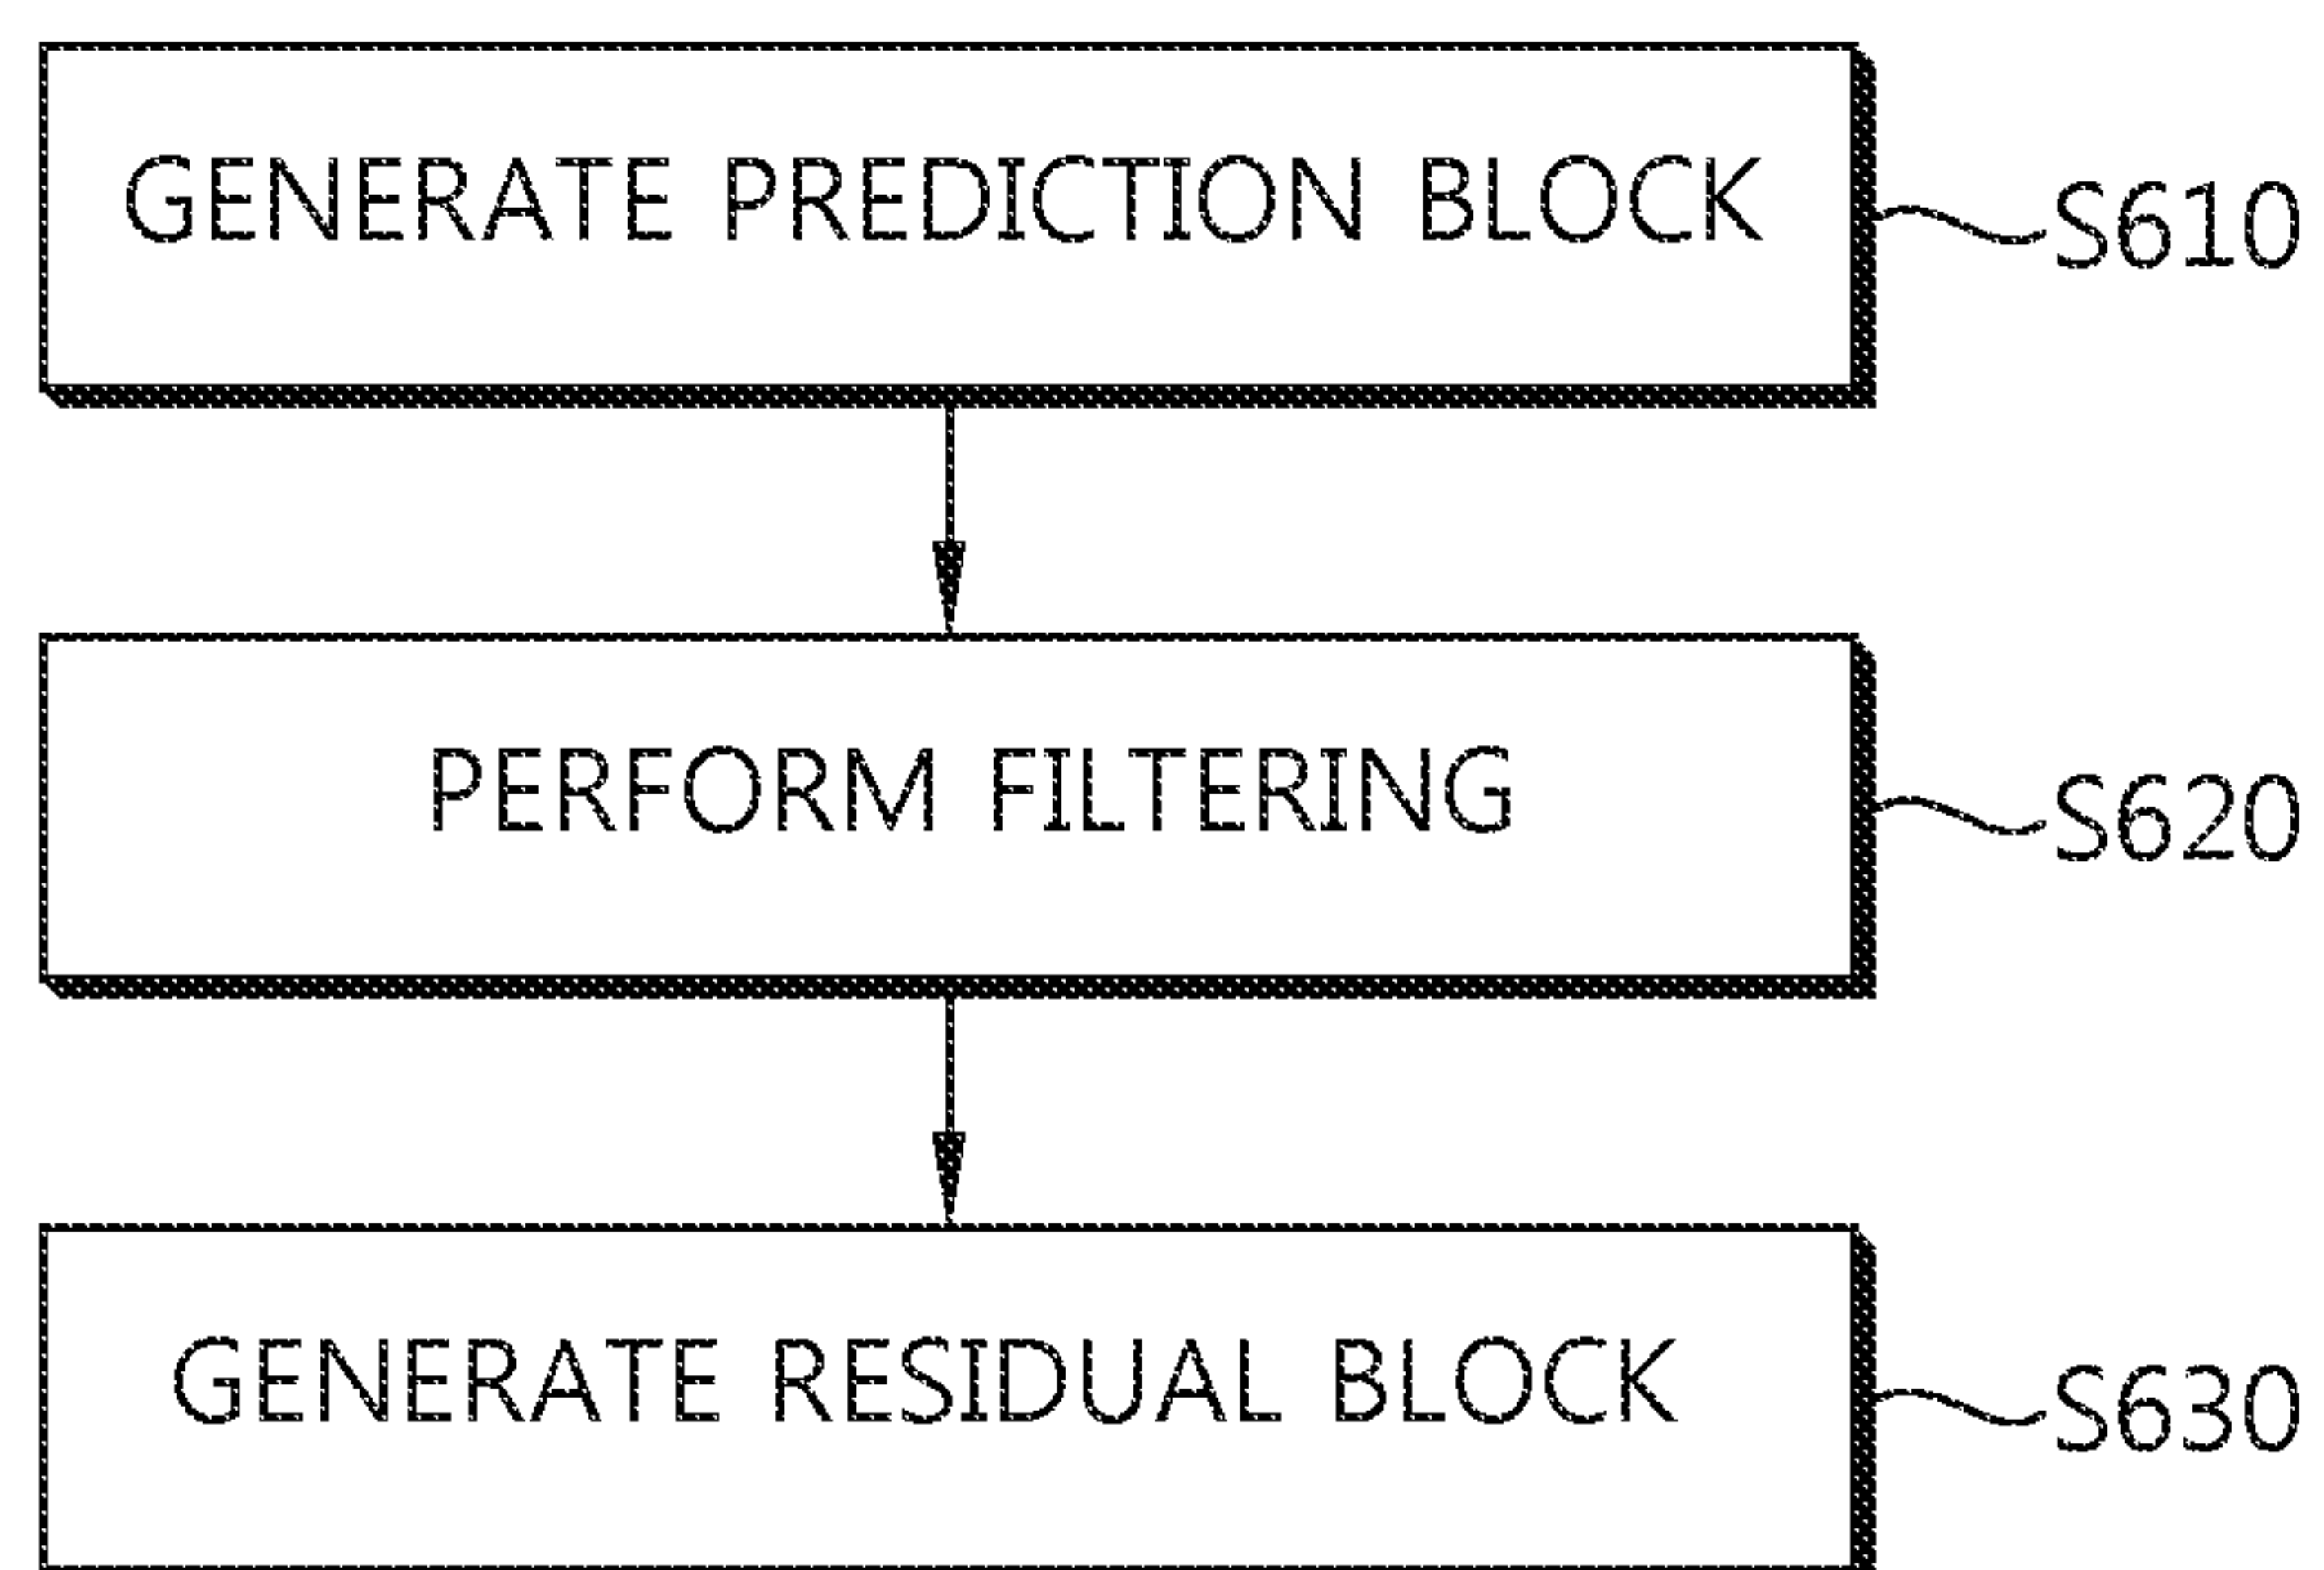 GENERATE PREDICTION BLOCK
S610
PERFORM FILTERING
S620
GENERATE RESIDUAL BLOCK
S630